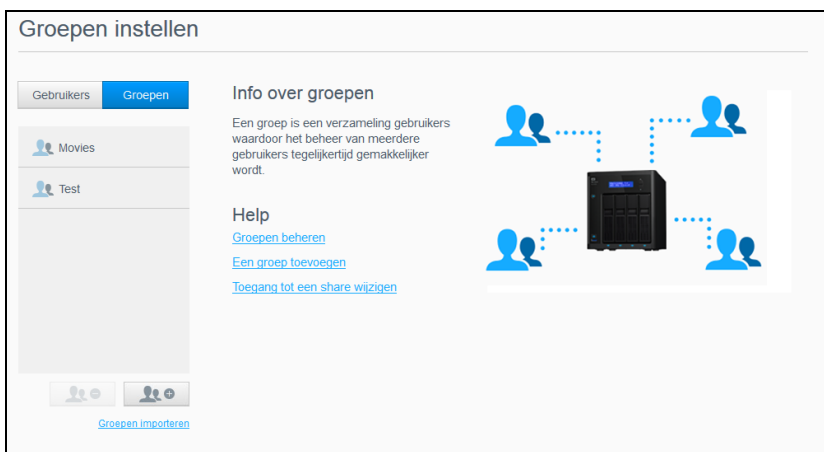 Groepen instellen
Gebruikers
Groepen
Movies
Test
Groepen importeren
Info over groepen
Een groep is een verzameling gebruikers
waardoor het beheer van meerdere
gebruikers tegelijkertijd gemakkelijker
wordt.
Help
Groepen beheren
Een groep toevoegen
Toegang tot een share wijzigen